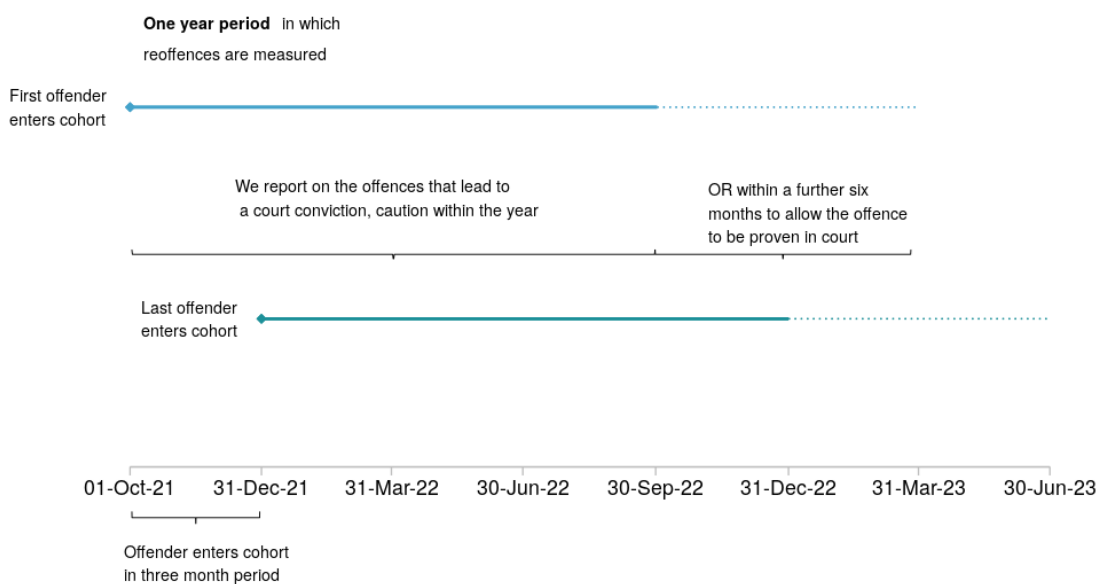 One year period in which
reoffences are measured
First offender
enters cohort
We report on the offences that lead to
a court conviction, caution within the year
OR within a further six
months to allow the offence
to be proven in court
Last offender
enters cohort
01-Oct-21 31-Dec-21 31-Mar-22 30-Jun-22 30-Sep-22 31-Dec-22 31-Mar-23 30-Jun-23
Offender enters cohort
in three month period